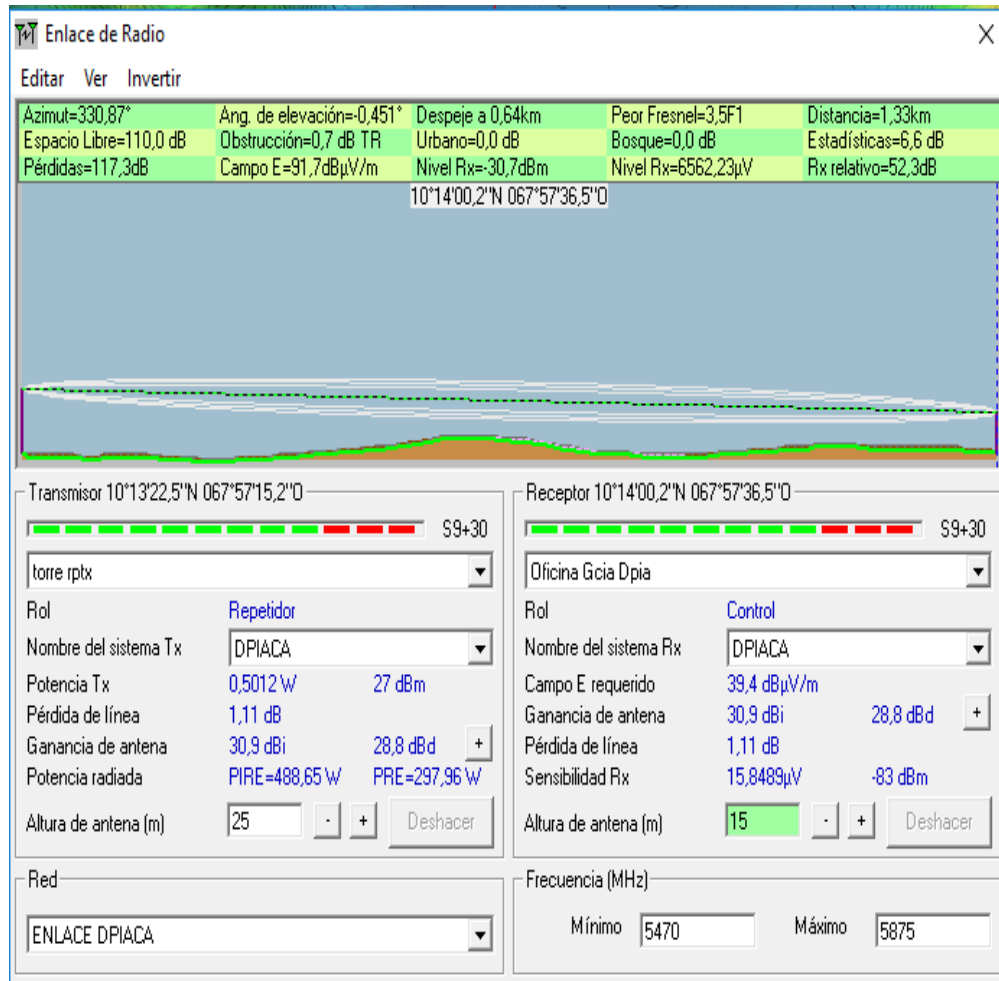 Enlace de Radio
Editar Ver Invertir
Azimut=330,87° Ang. de elevación=-0,451° Despeje a 0,64km Peor Fresnel=3,5F1 Distancia=1,33km
Espacio Libre=110,0 dB Obstrucción=0,7 dB TR Urbano=0,0 dB Bosque=0,0 dB Estadísticas=6,6 dB
Pérdidas=117,3dB Campo E=91,7dBµV/m Nivel Rx=-30,7dBm Nivel Rx=6562,23µV Rx relativo=52,3dB
10°14'00,2"N 067°57'36,5"O
Transmisor 10°13'22,5"N 067°57'15,2"O
S9+30
torre rptx
Rol Repetidor
Nombre del sistema Tx DPIACA
Potencia Tx 0,5012 W 27 dBm
Pérdida de línea 1,11 dB
Ganancia de antena 30,9 dBi 28,8 dBd +
Potencia radiada PIRE=488,65 W PRE=297,96 W
Altura de antena (m) 25 - + Deshacer
Receptor 10°14'00,2"N 067°57'36,5"O
S9+30
Oficina Gcia Dpia
Rol Control
Nombre del sistema Rx DPIACA
Campo E requerido 39,4 dBµV/m
Ganancia de antena 30,9 dBi 28,8 dBd +
Pérdida de línea 1,11 dB
Sensibilidad Rx 15,8489µV -83 dBm
Altura de antena (m) 15 - + Deshacer
Red
ENLACE DPIACA
Frecuencia (MHz)
Mínimo 5470 Máximo 5875